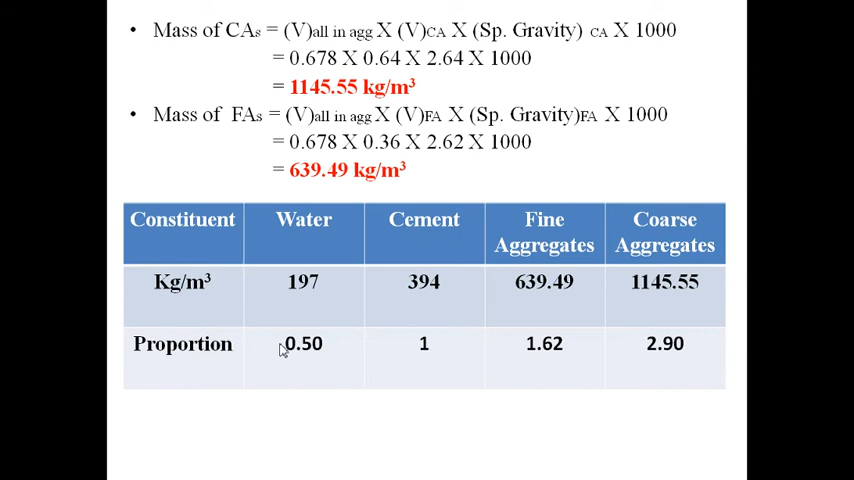 • Mass of CAs = (V)all in agg X (V)CA X (Sp. Gravity) CA X 1000
= 0.678 X 0.64 X 2.64 X 1000
= 1145.55 kg/m³
• Mass of FAs = (V)all in agg X (V)FA X (Sp. Gravity)FA X 1000
= 0.678 X 0.36 X 2.62 X 1000
= 639.49 kg/m³
Constituent Water Cement Fine Aggregates Coarse Aggregates
Kg/m³ 197 394 639.49 1145.55
Proportion 0.50 1 1.62 2.90